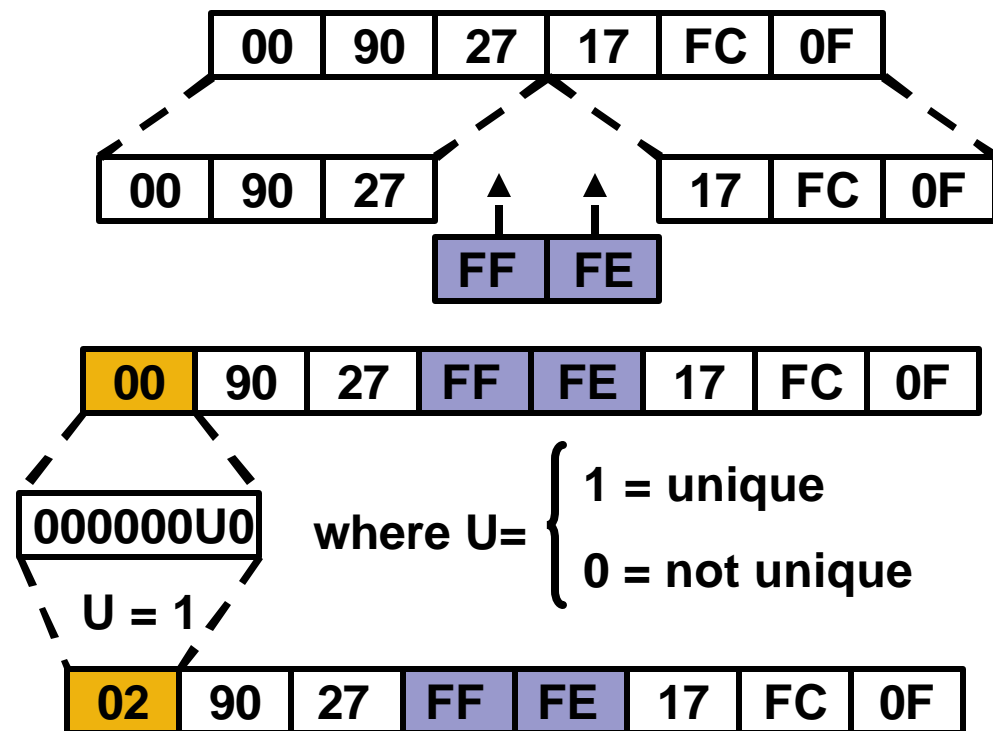 00 90 27 17 FC 0F
00 90 27 17 FC 0F
FF FE
00 90 27 FF FE 17 FC 0F
1 = unique
000000U0 where U=
0 = not unique
U = 1
02 90 27 FF FE 17 FC 0F